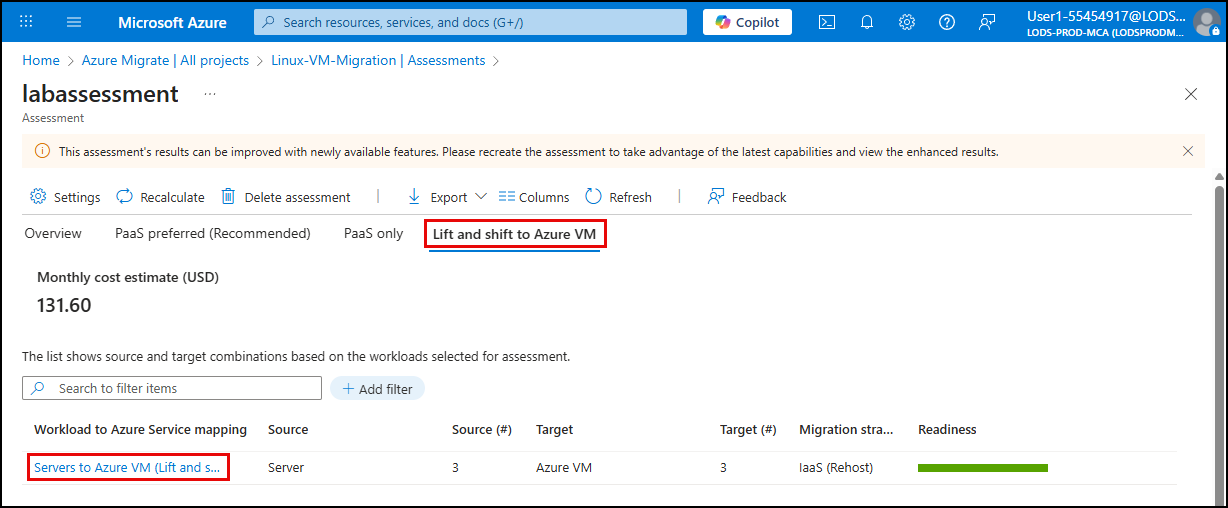 Microsoft Azure
Search resources, services, and docs (G+/)
Copilot
User1-55454917@LODS...
LODS-PROD-MCA (LODSPRODM...
Home > Azure Migrate | All projects > Linux-VM-Migration | Assessments >
labassessment ...
Assessment
This assessment's results can be improved with newly available features. Please recreate the assessment to take advantage of the latest capabilities and view the enhanced results.
Settings Recalculate Delete assessment | Export Columns Refresh | Feedback
Overview PaaS preferred (Recommended) PaaS only Lift and shift to Azure VM
Monthly cost estimate (USD)
131.60
The list shows source and target combinations based on the workloads selected for assessment.
Search to filter items
+ Add filter
Workload to Azure Service mapping Source Source (#) Target Target (#) Migration stra... Readiness
Servers to Azure VM (Lift and s... Server 3 Azure VM 3 IaaS (Rehost)